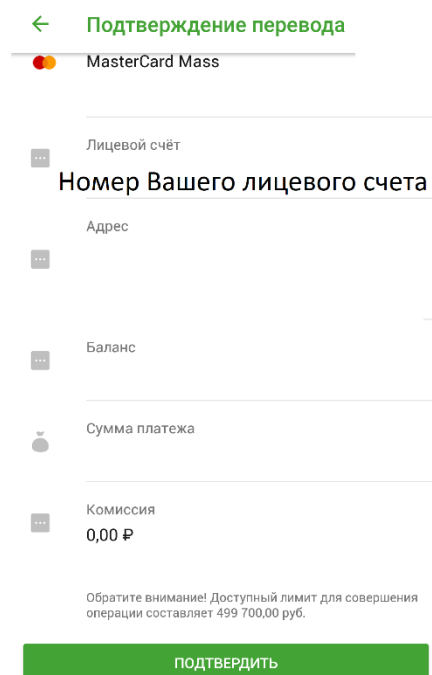 Подтверждение перевода
MasterCard Mass
Лицевой счёт
Номер Вашего лицевого счета
Адрес
Баланс
Сумма платежа
Комиссия
0,00 ₽
Обратите внимание! Доступный лимит для совершения
операции составляет 499 700,00 руб.
ПОДТВЕРДИТЬ